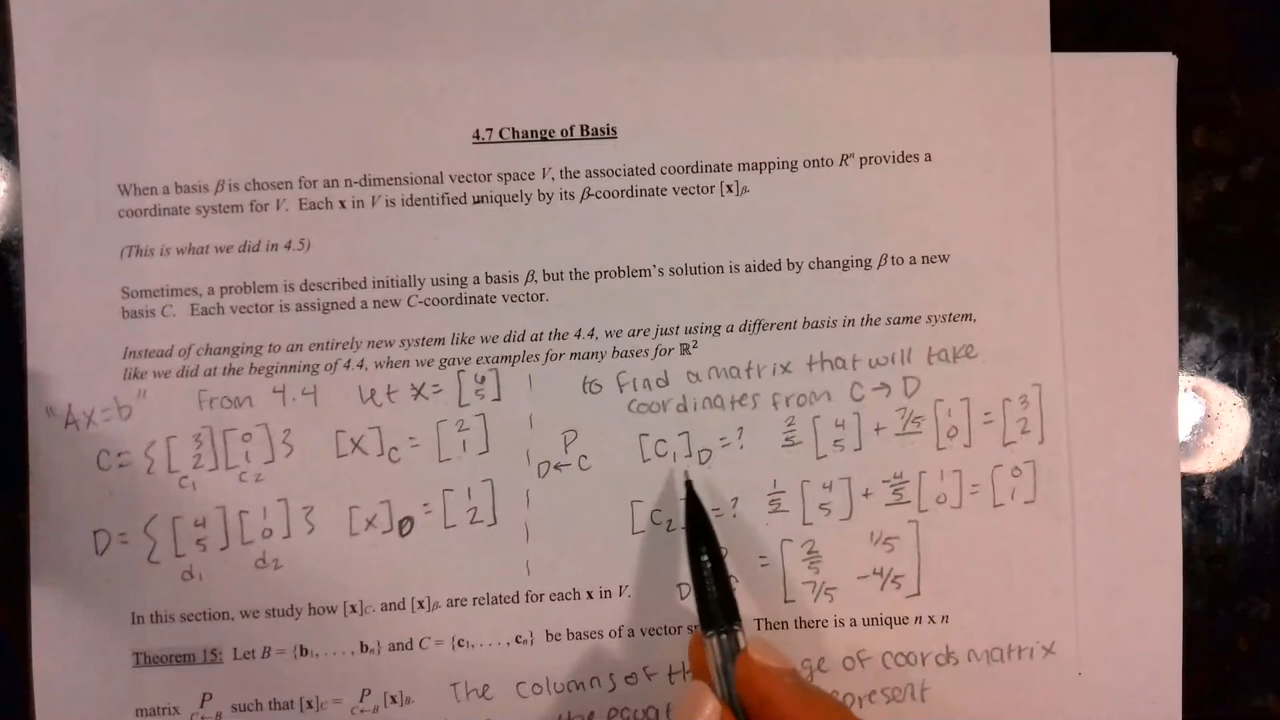 4.7 Change of Basis
When a basis β is chosen for an n-dimensional vector space V, the associated coordinate mapping onto Rⁿ provides a
coordinate system for V. Each x in V is identified uniquely by its β-coordinate vector [x]β.
(This is what we did in 4.5)
Sometimes, a problem is described initially using a basis β, but the problem's solution is aided by changing β to a new
basis C. Each vector is assigned a new C-coordinate vector.
Instead of changing to an entirely new system like we did at the 4.4, we are just using a different basis in the same system,
like we did at the beginning of 4.4, when we gave examples for many bases for ℝ²
"Ax=b" From 4.4 let x = [6 5]
to find a matrix that will take
coordinates from C → D
C = {[3 2] [0 1]} [x]C = [2 1]
c₁ c₂
P D←C
[c₁]D = ? 2/5 [4 5] + 7/5 [1 0] = [3 2]
D = {[4 5] [1 0]} [x]D = [1 2]
d₁ d₂
[c₂] = ? 1/5 [4 5] + -4/5 [1 0] = [0 1]
D = [2/5 1/5 7/5 -4/5]
In this section, we study how [x]C. and [x]β. are related for each x in V.
Theorem 15: Let B = {b₁, . . . , bₙ} and C = {c₁, . . . , cₙ} be bases of a vector Then there is a unique n x n
matrix P C←B such that [x]C = P C←B [x]B. The columns of of coords matrix